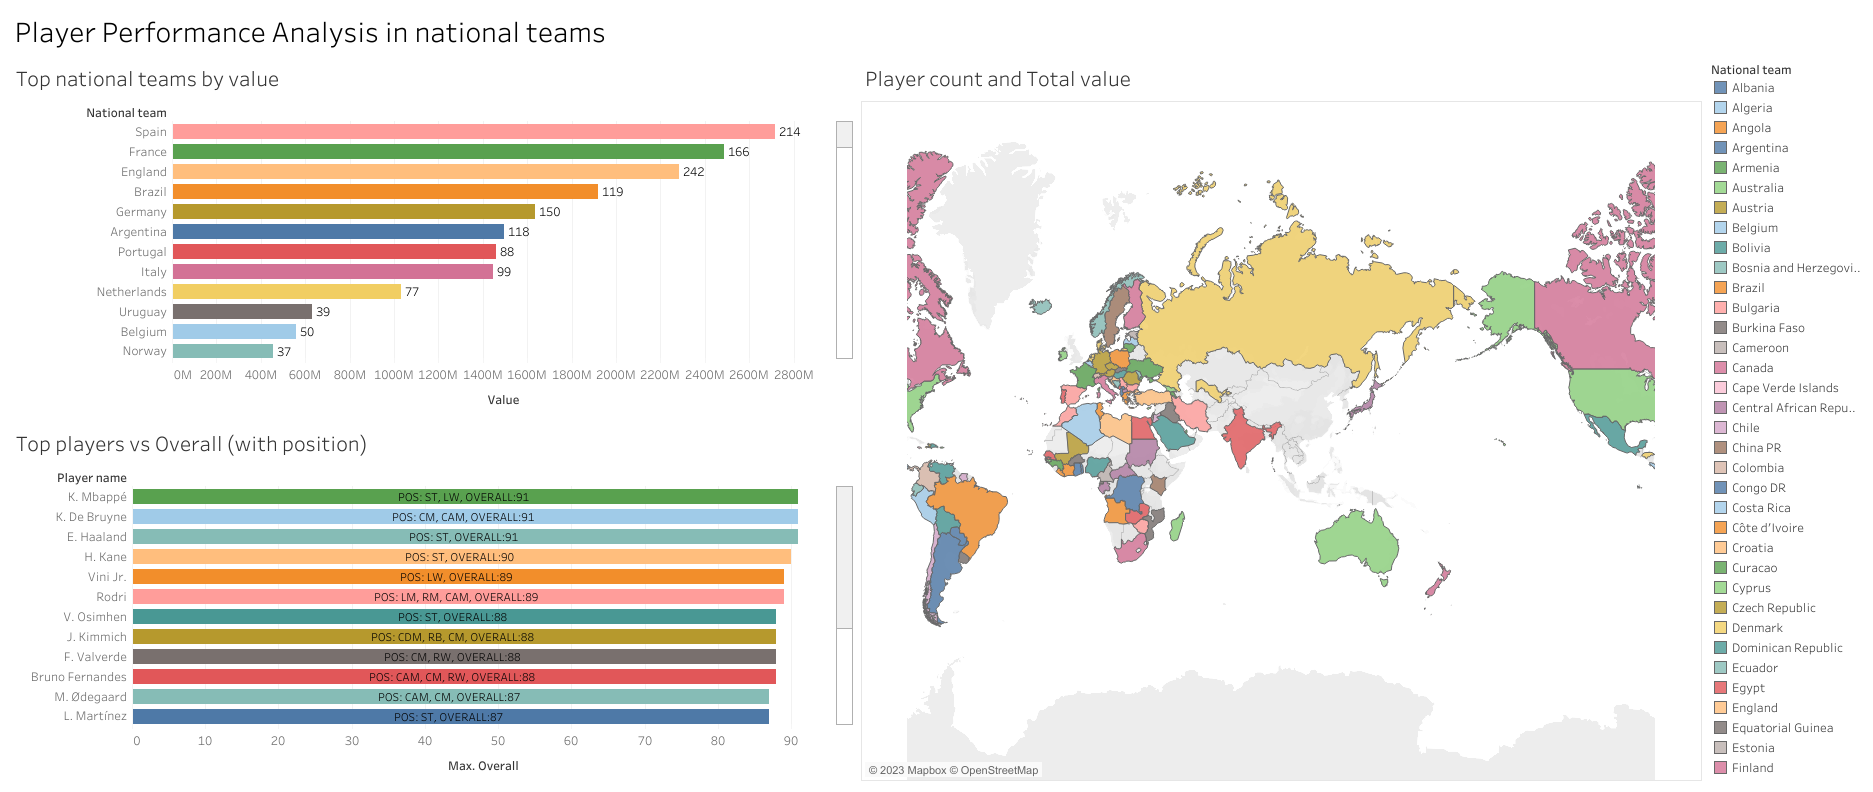 Player Performance Analysis in national teams
Top national teams by value
National team
Spain 214
France 166
England 242
Brazil 119
Germany 150
Argentina 118
Portugal 88
Italy 99
Netherlands 77
Uruguay 39
Belgium 50
Norway 37
0M 200M 400M 600M 800M 1000M 1200M 1400M 1600M 1800M 2000M 2200M 2400M 2600M 2800M
Value
Top players vs Overall (with position)
Player name
K. Mbappé POS: ST, LW, OVERALL:91
K. De Bruyne POS: CM, CAM, OVERALL:91
E. Haaland POS: ST, OVERALL:91
H. Kane POS: ST, OVERALL:90
Vini Jr. POS: LW, OVERALL:89
Rodri POS: LM, RM, CAM, OVERALL:89
V. Osimhen POS: ST, OVERALL:88
J. Kimmich POS: CDM, RB, CM, OVERALL:88
F. Valverde POS: CM, RW, OVERALL:88
Bruno Fernandes POS: CAM, CM, RW, OVERALL:88
M. Ødegaard POS: CAM, CM, OVERALL:87
L. Martínez POS: ST, OVERALL:87
0 10 20 30 40 50 60 70 80 90
Max. Overall
Player count and Total value
© 2023 Mapbox © OpenStreetMap
National team
Albania
Algeria
Angola
Argentina
Armenia
Australia
Austria
Belgium
Bolivia
Bosnia and Herzegovi..
Brazil
Bulgaria
Burkina Faso
Cameroon
Canada
Cape Verde Islands
Central African Repu..
Chile
China PR
Colombia
Congo DR
Costa Rica
Côte d'Ivoire
Croatia
Curacao
Cyprus
Czech Republic
Denmark
Dominican Republic
Ecuador
Egypt
England
Equatorial Guinea
Estonia
Finland